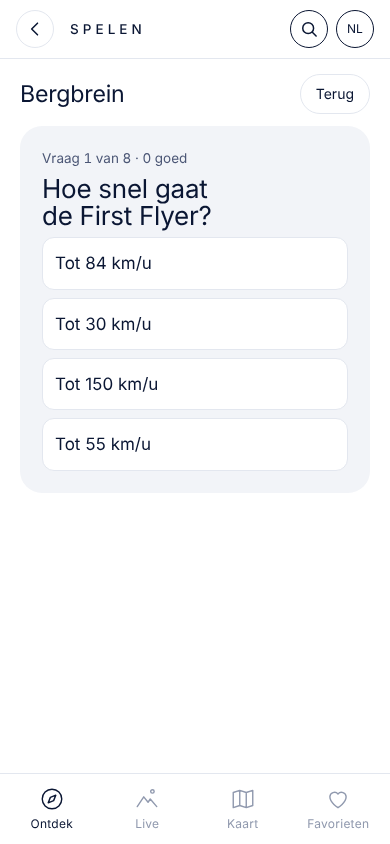 SPELEN
NL
Bergbrein
Terug
Vraag 1 van 8 · 0 goed
Hoe snel gaat
de First Flyer?
Tot 84 km/u
Tot 30 km/u
Tot 150 km/u
Tot 55 km/u
Ontdek
Live
Kaart
Favorieten